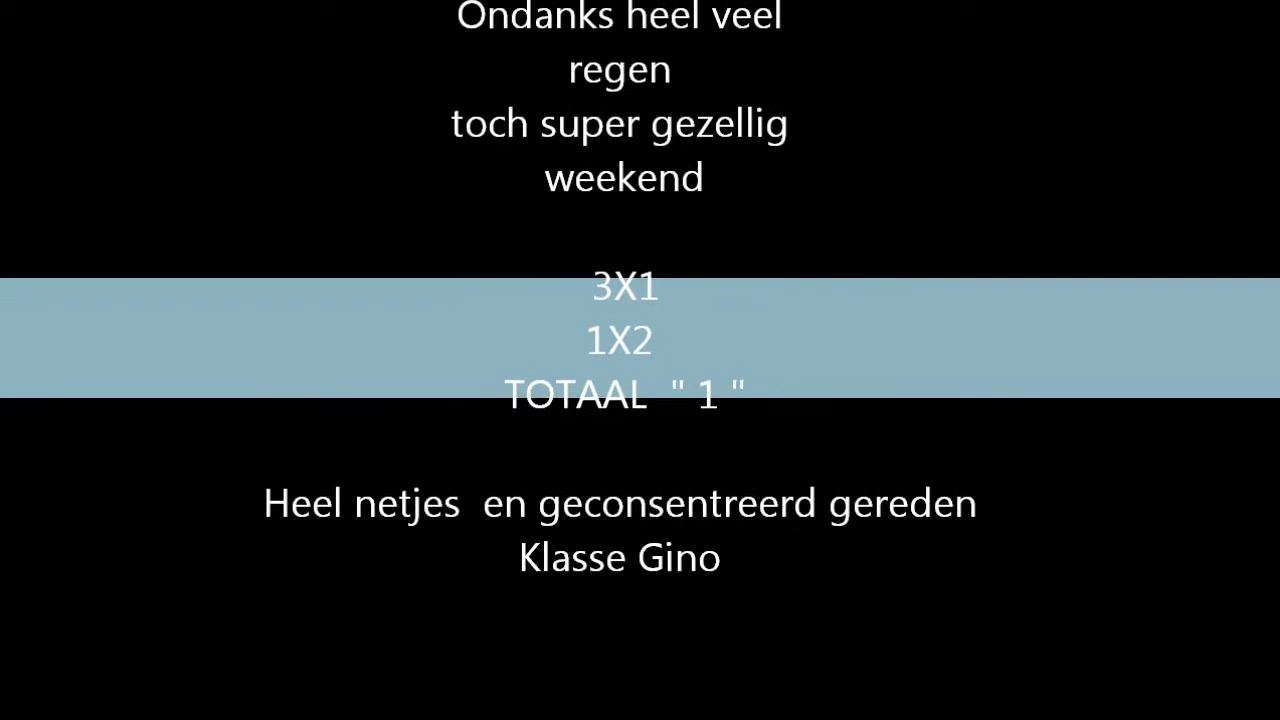 Ondanks heel veel
regen
toch super gezellig
weekend
3X1
1X2
TOTAAL " 1 "
Heel netjes en geconsentreerd gereden
Klasse Gino